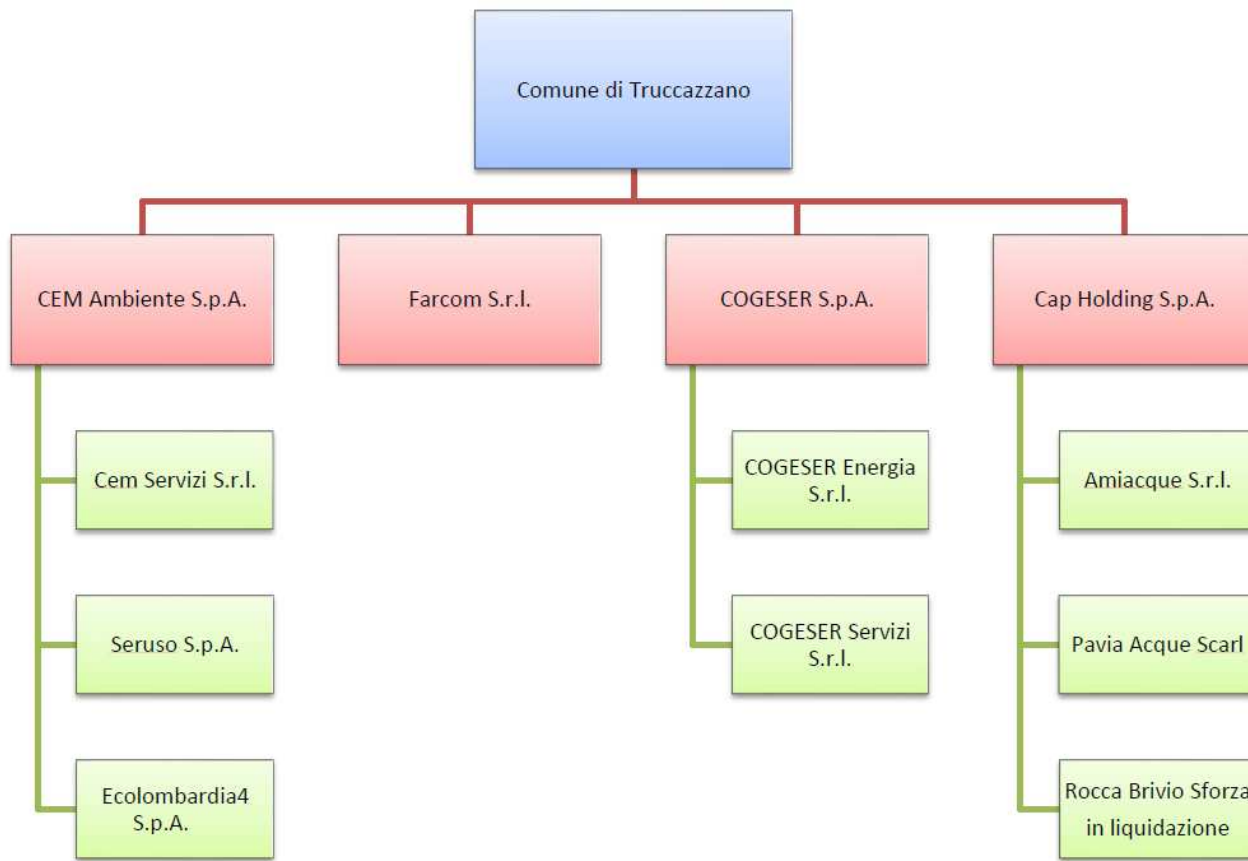 Comune di Truccazzano
CEM Ambiente S.p.A.
Farcom S.r.l.
COGESER S.p.A.
Cap Holding S.p.A.
Cem Servizi S.r.l.
COGESER Energia
S.r.l.
Amiacque S.r.l.
Seruso S.p.A.
COGESER Servizi
S.r.l.
Pavia Acque Scarl
Ecolombardia4
S.p.A.
Rocca Brivio Sforza
in liquidazione